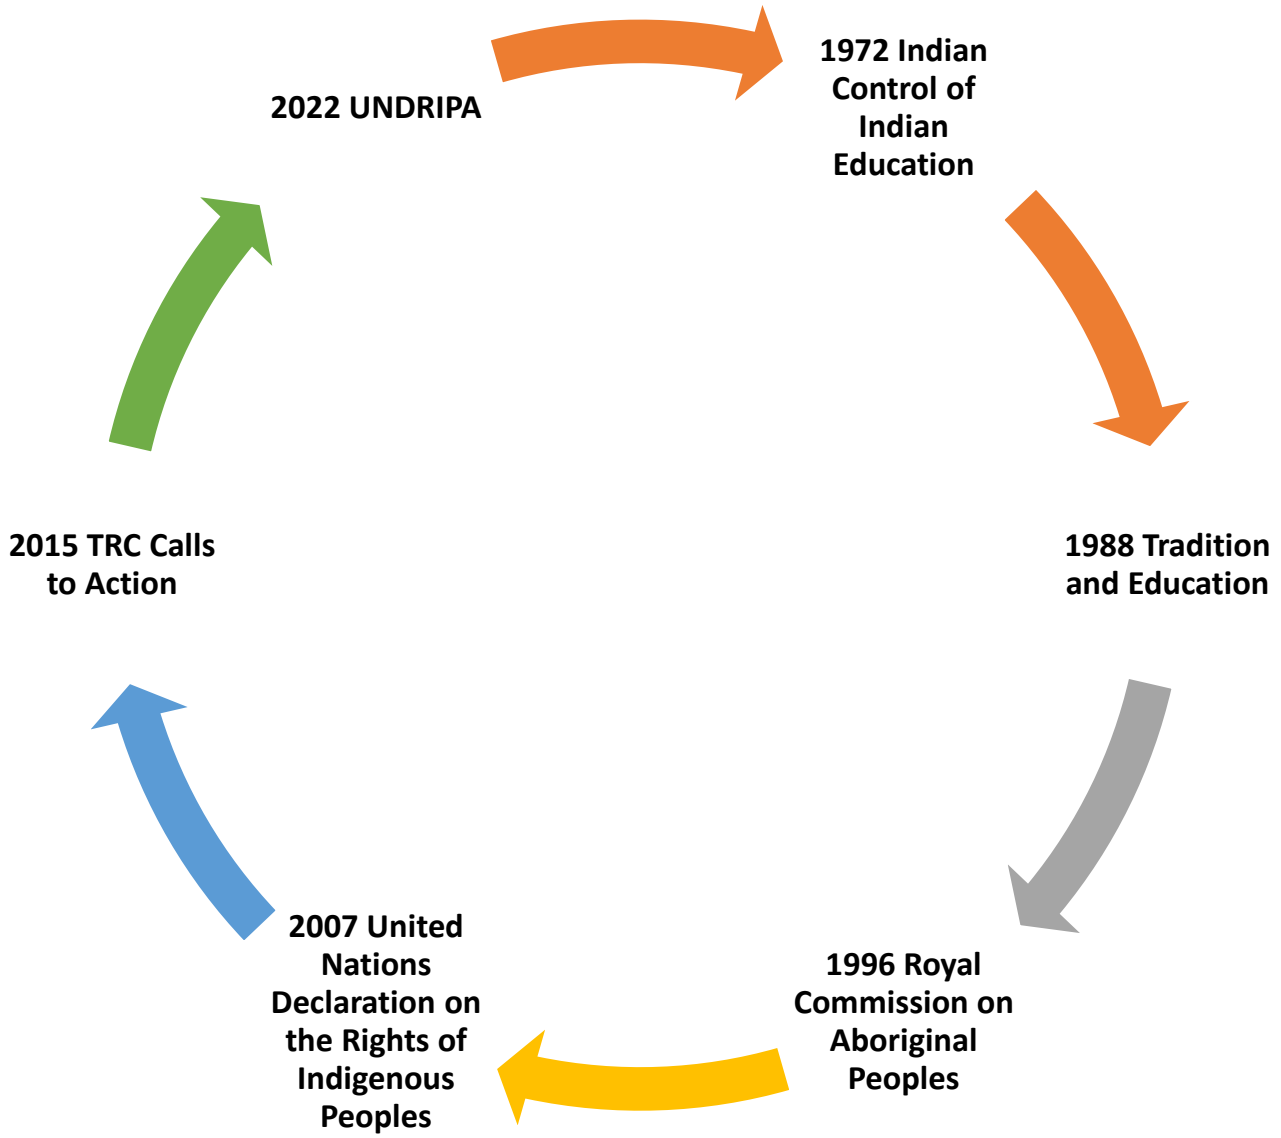 1972 Indian
Control of
Indian
Education
1988 Tradition
and Education
1996 Royal
Commission on
Aboriginal
Peoples
2007 United
Nations
Declaration on
the Rights of
Indigenous
Peoples
2015 TRC Calls
to Action
2022 UNDRIPA